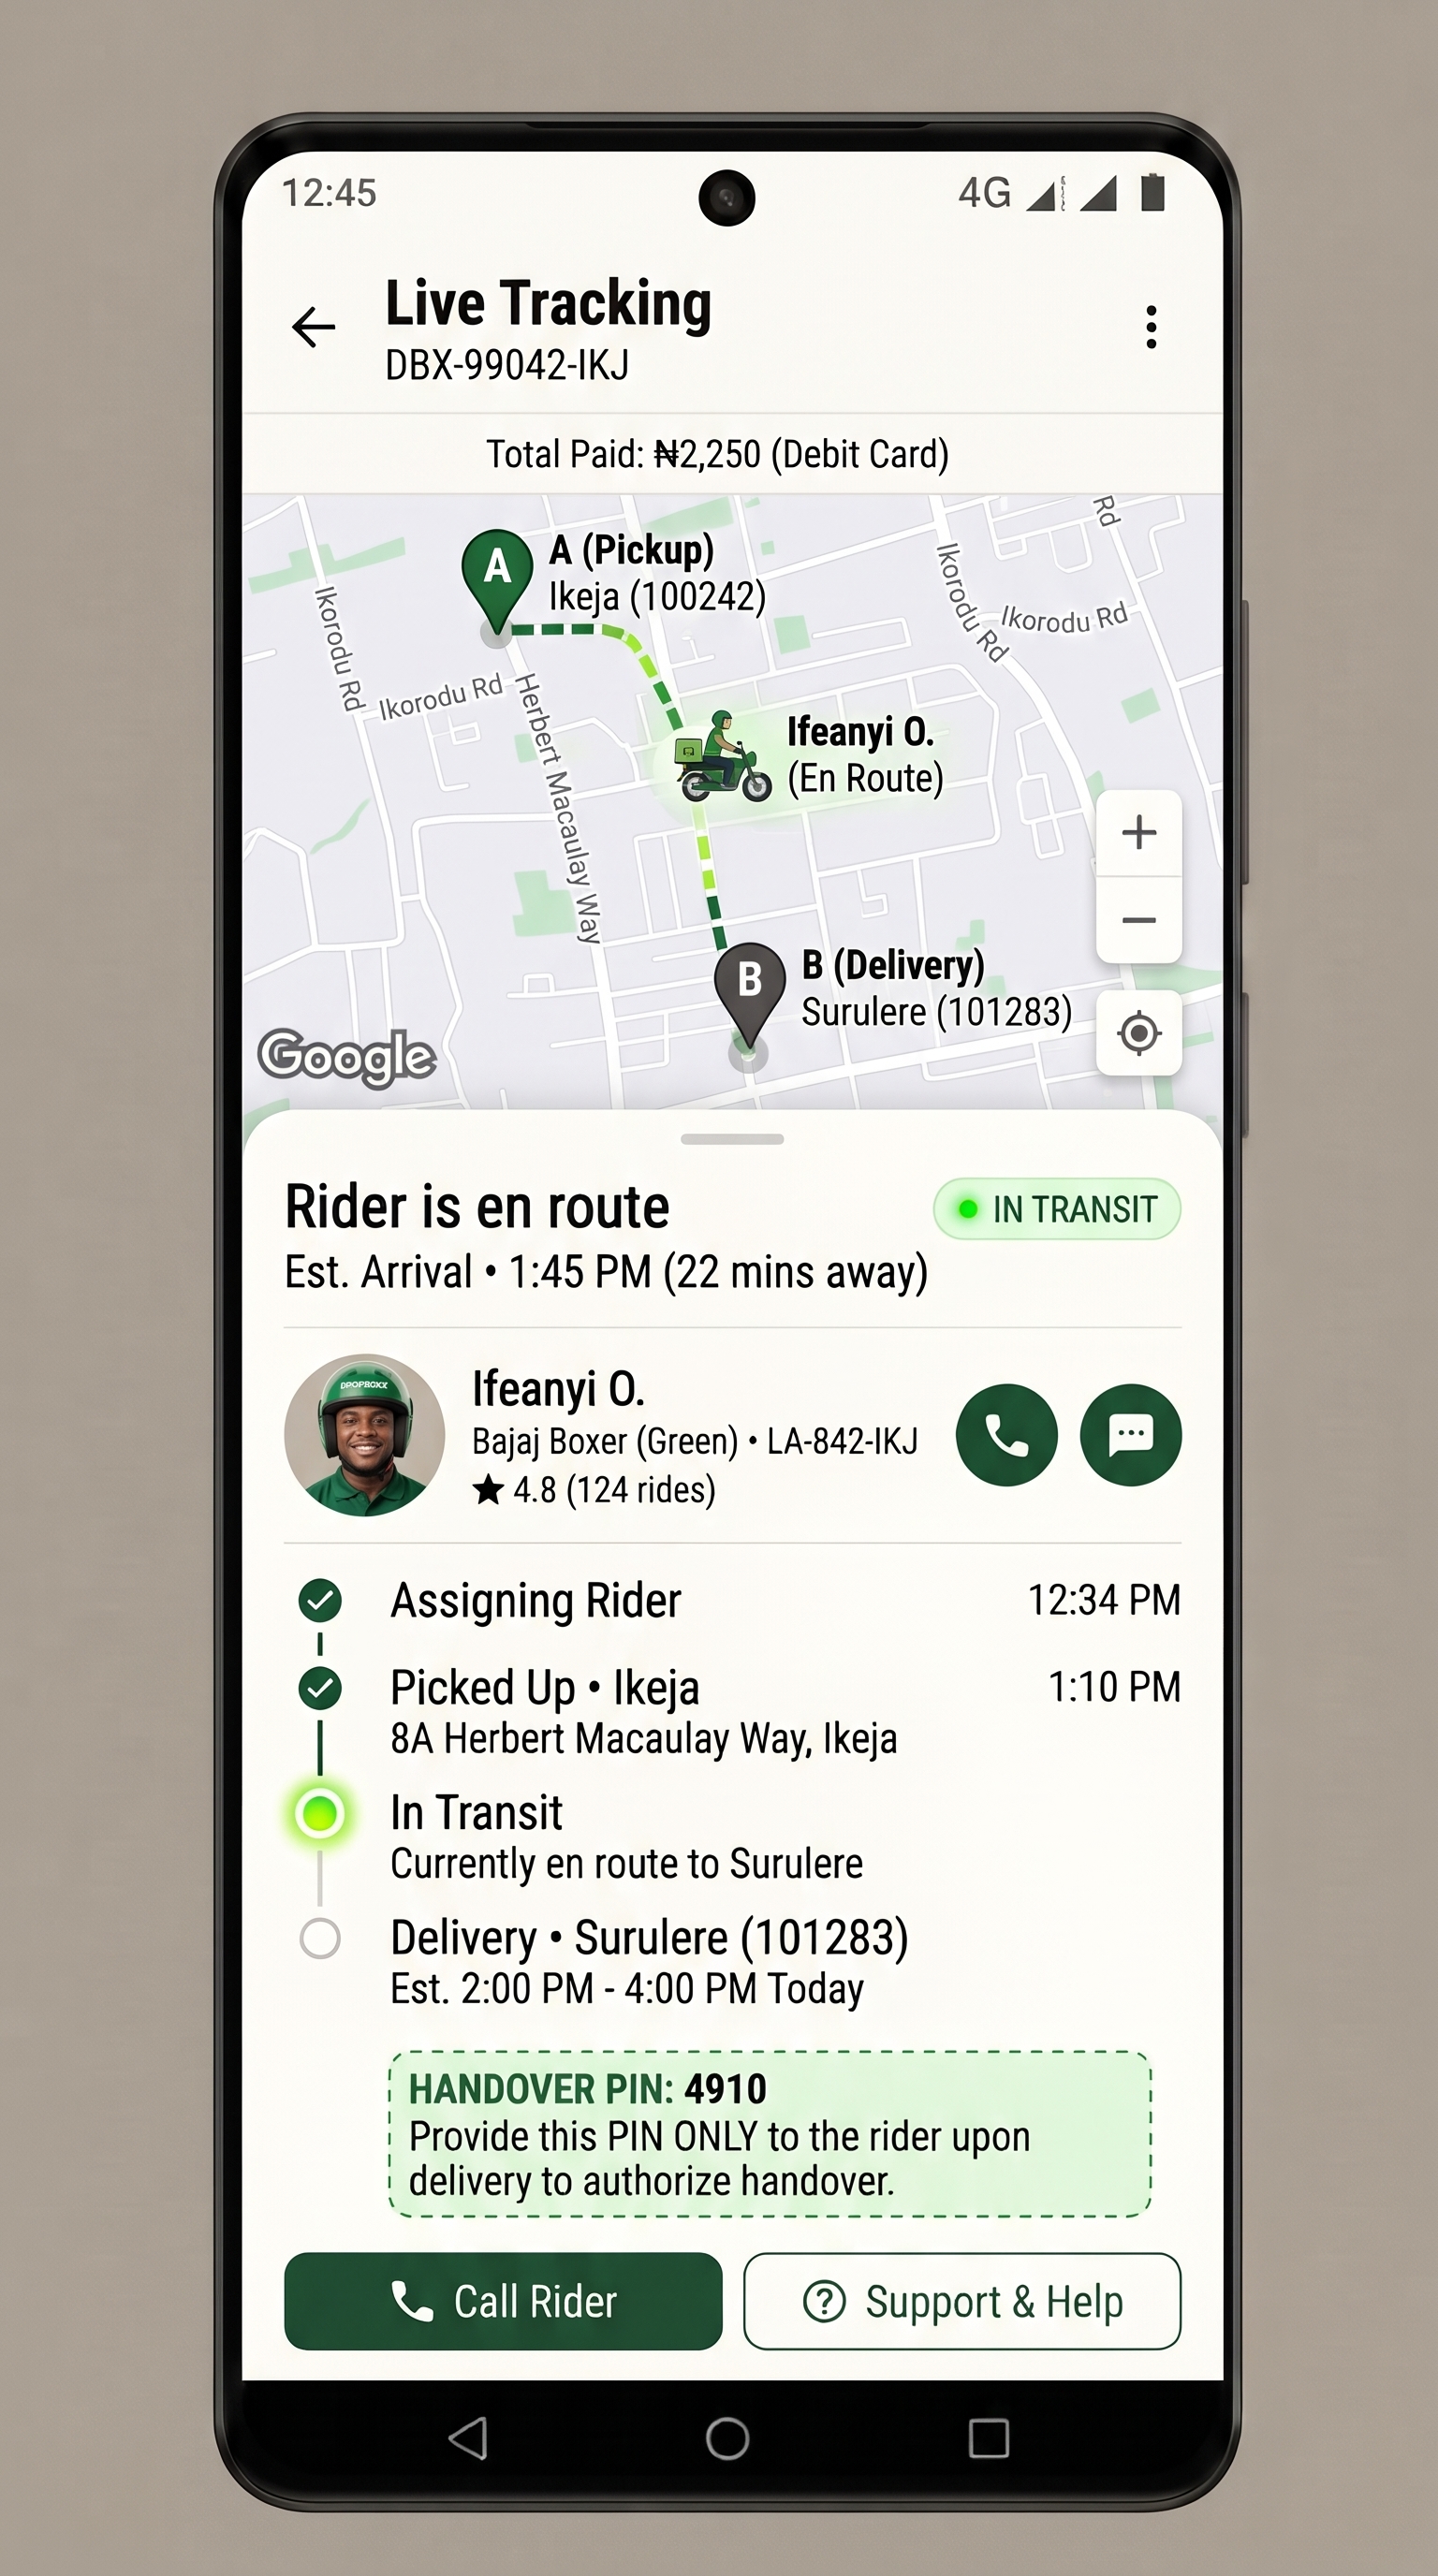 12:45
4G
Live Tracking
DBX-99042-IKJ
Total Paid: ₦2,250 (Debit Card)
A
A (Pickup)
Ikeja (100242)
Rd
Ikorodu Rd
Ikorodu Rd
Ikorodu Rd
Ikorodu Rd
Herbert Macaulay Way
Ifeanyi O.
(En Route)
B
B (Delivery)
Surulere (101283)
Google
Rider is en route
IN TRANSIT
Est. Arrival • 1:45 PM (22 mins away)
DROPBOXX
Ifeanyi O.
Bajaj Boxer (Green) • LA-842-IKJ
★ 4.8 (124 rides)
Assigning Rider 12:34 PM
Picked Up • Ikeja 1:10 PM
8A Herbert Macaulay Way, Ikeja
In Transit
Currently en route to Surulere
Delivery • Surulere (101283)
Est. 2:00 PM - 4:00 PM Today
HANDOVER PIN: 4910
Provide this PIN ONLY to the rider upon
delivery to authorize handover.
Call Rider
Support & Help